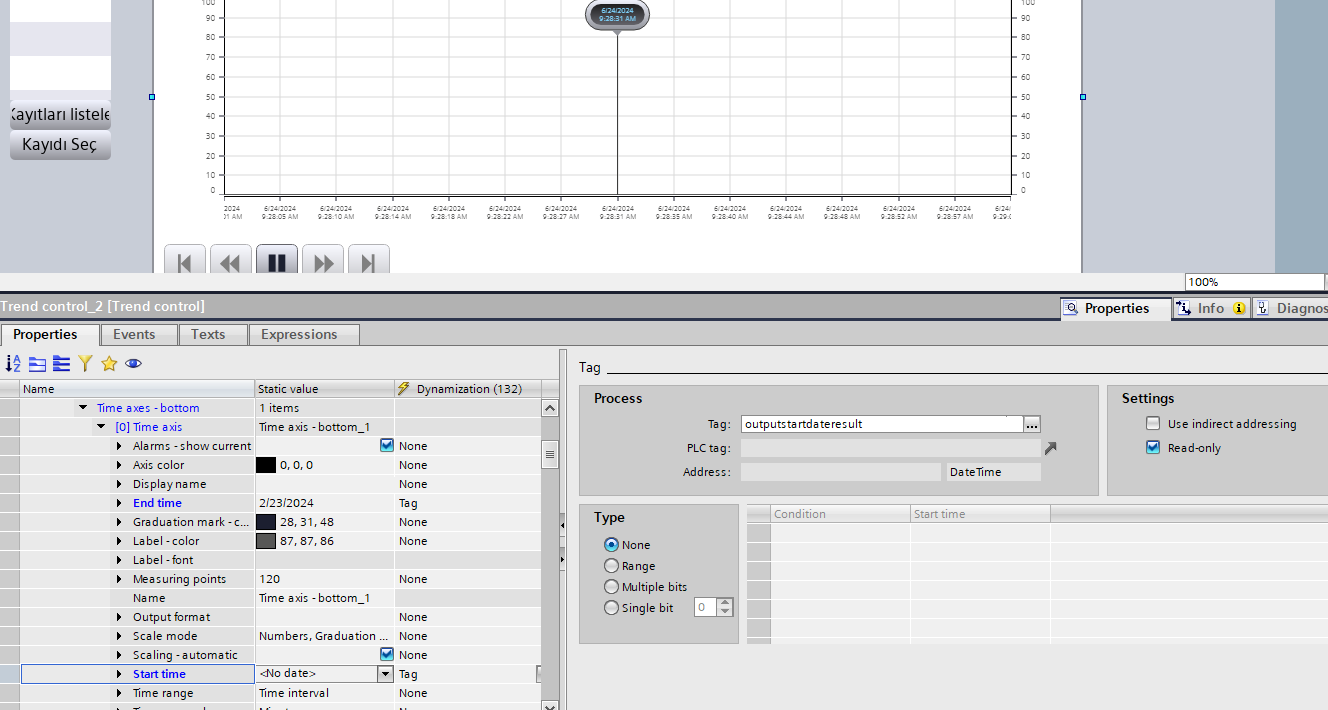 100 100
6/24/2024
9:28:31 AM
90 90
80 80
70 70
60 60
50 50
40 40
30 30
20 20
10 10
0 0
2024 6/24/2024 6/24/2024 6/24/2024 6/24/2024 6/24/2024 6/24/2024 6/24/2024 6/24/2024 6/24/2024 6/24/2024 6/24/2024 6/24/2024 6/24/2024 6/24/
:01 AM 9:28:05 AM 9:28:10 AM 9:28:14 AM 9:28:18 AM 9:28:22 AM 9:28:27 AM 9:28:31 AM 9:28:35 AM 9:28:40 AM 9:28:44 AM 9:28:48 AM 9:28:52 AM 9:28:57 AM 9:29:0
Kayıtları listele
Kayıdı Seç
100%
Trend control_2 [Trend control]
Properties Info Diagnos
Properties Events Texts Expressions
Name Static value Dynamization (132)
Time axes - bottom 1 items
[0] Time axis Time axis - bottom_1
Alarms - show current None
Axis color 0, 0, 0 None
Display name None
End time 2/23/2024 Tag
Graduation mark - c... 28, 31, 48 None
Label - color 87, 87, 86 None
Label - font
Measuring points 120 None
Name Time axis - bottom_1
Output format None
Scale mode Numbers, Graduation ... None
Scaling - automatic None
Start time <No date> Tag
Time range Time interval None
Tag
Process
Tag: outputstartdateresult ...
PLC tag:
Address: DateTime
Settings
Use indirect addressing
Read-only
Type
None
Range
Multiple bits
Single bit 0
Condition Start time